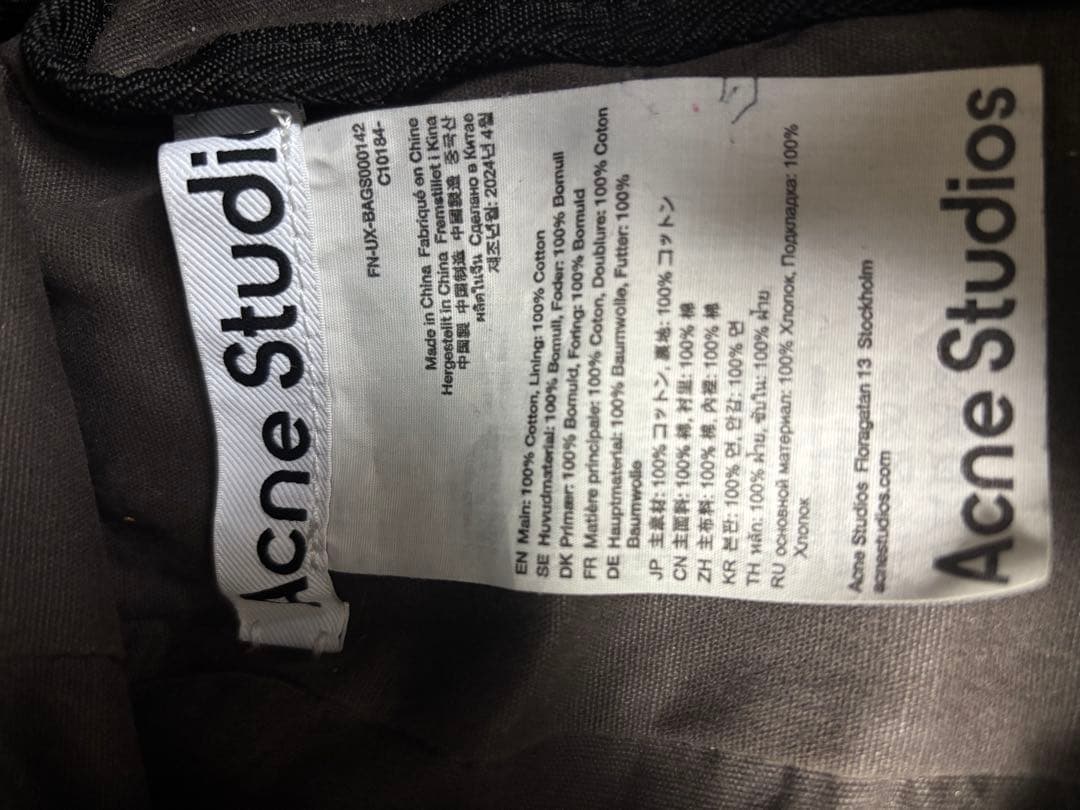 Acne Studi
FN-UX-BAGS000142
C10184-
Made in China Fabriqué en Chine
Hergestellt in China Fremstillet i Kina
中国製 中国制造 中國製造 중국산
ผลิตในจีน Сделано в Китае
제조년월: 2024년 4월
EN Main: 100% Cotton, Lining: 100% Cotton
SE Huvudmaterial: 100% Bomull, Foder: 100% Bomull
DK Primær: 100% Bomuld, Foring: 100% Bomuld
FR Matière principale: 100% Coton, Doublure: 100% Coton
DE Hauptmaterial: 100% Baumwolle, Futter: 100%
Baumwolle
JP 主素材: 100% コットン, 裏地: 100% コットン
CN 主面料: 100% 棉, 衬里: 100% 棉
ZH 主布料: 100% 棉, 內裡: 100% 棉
KR 본판: 100% 면, 안감: 100% 면
TH หลัก: 100% ฝ้าย, ซับใน: 100% ฝ้าย
RU основной материал: 100% Хлопок, Подкладка: 100%
Хлопок
Acne Studios Floragatan 13 Stockholm
acnestudios.com
Acne Studios